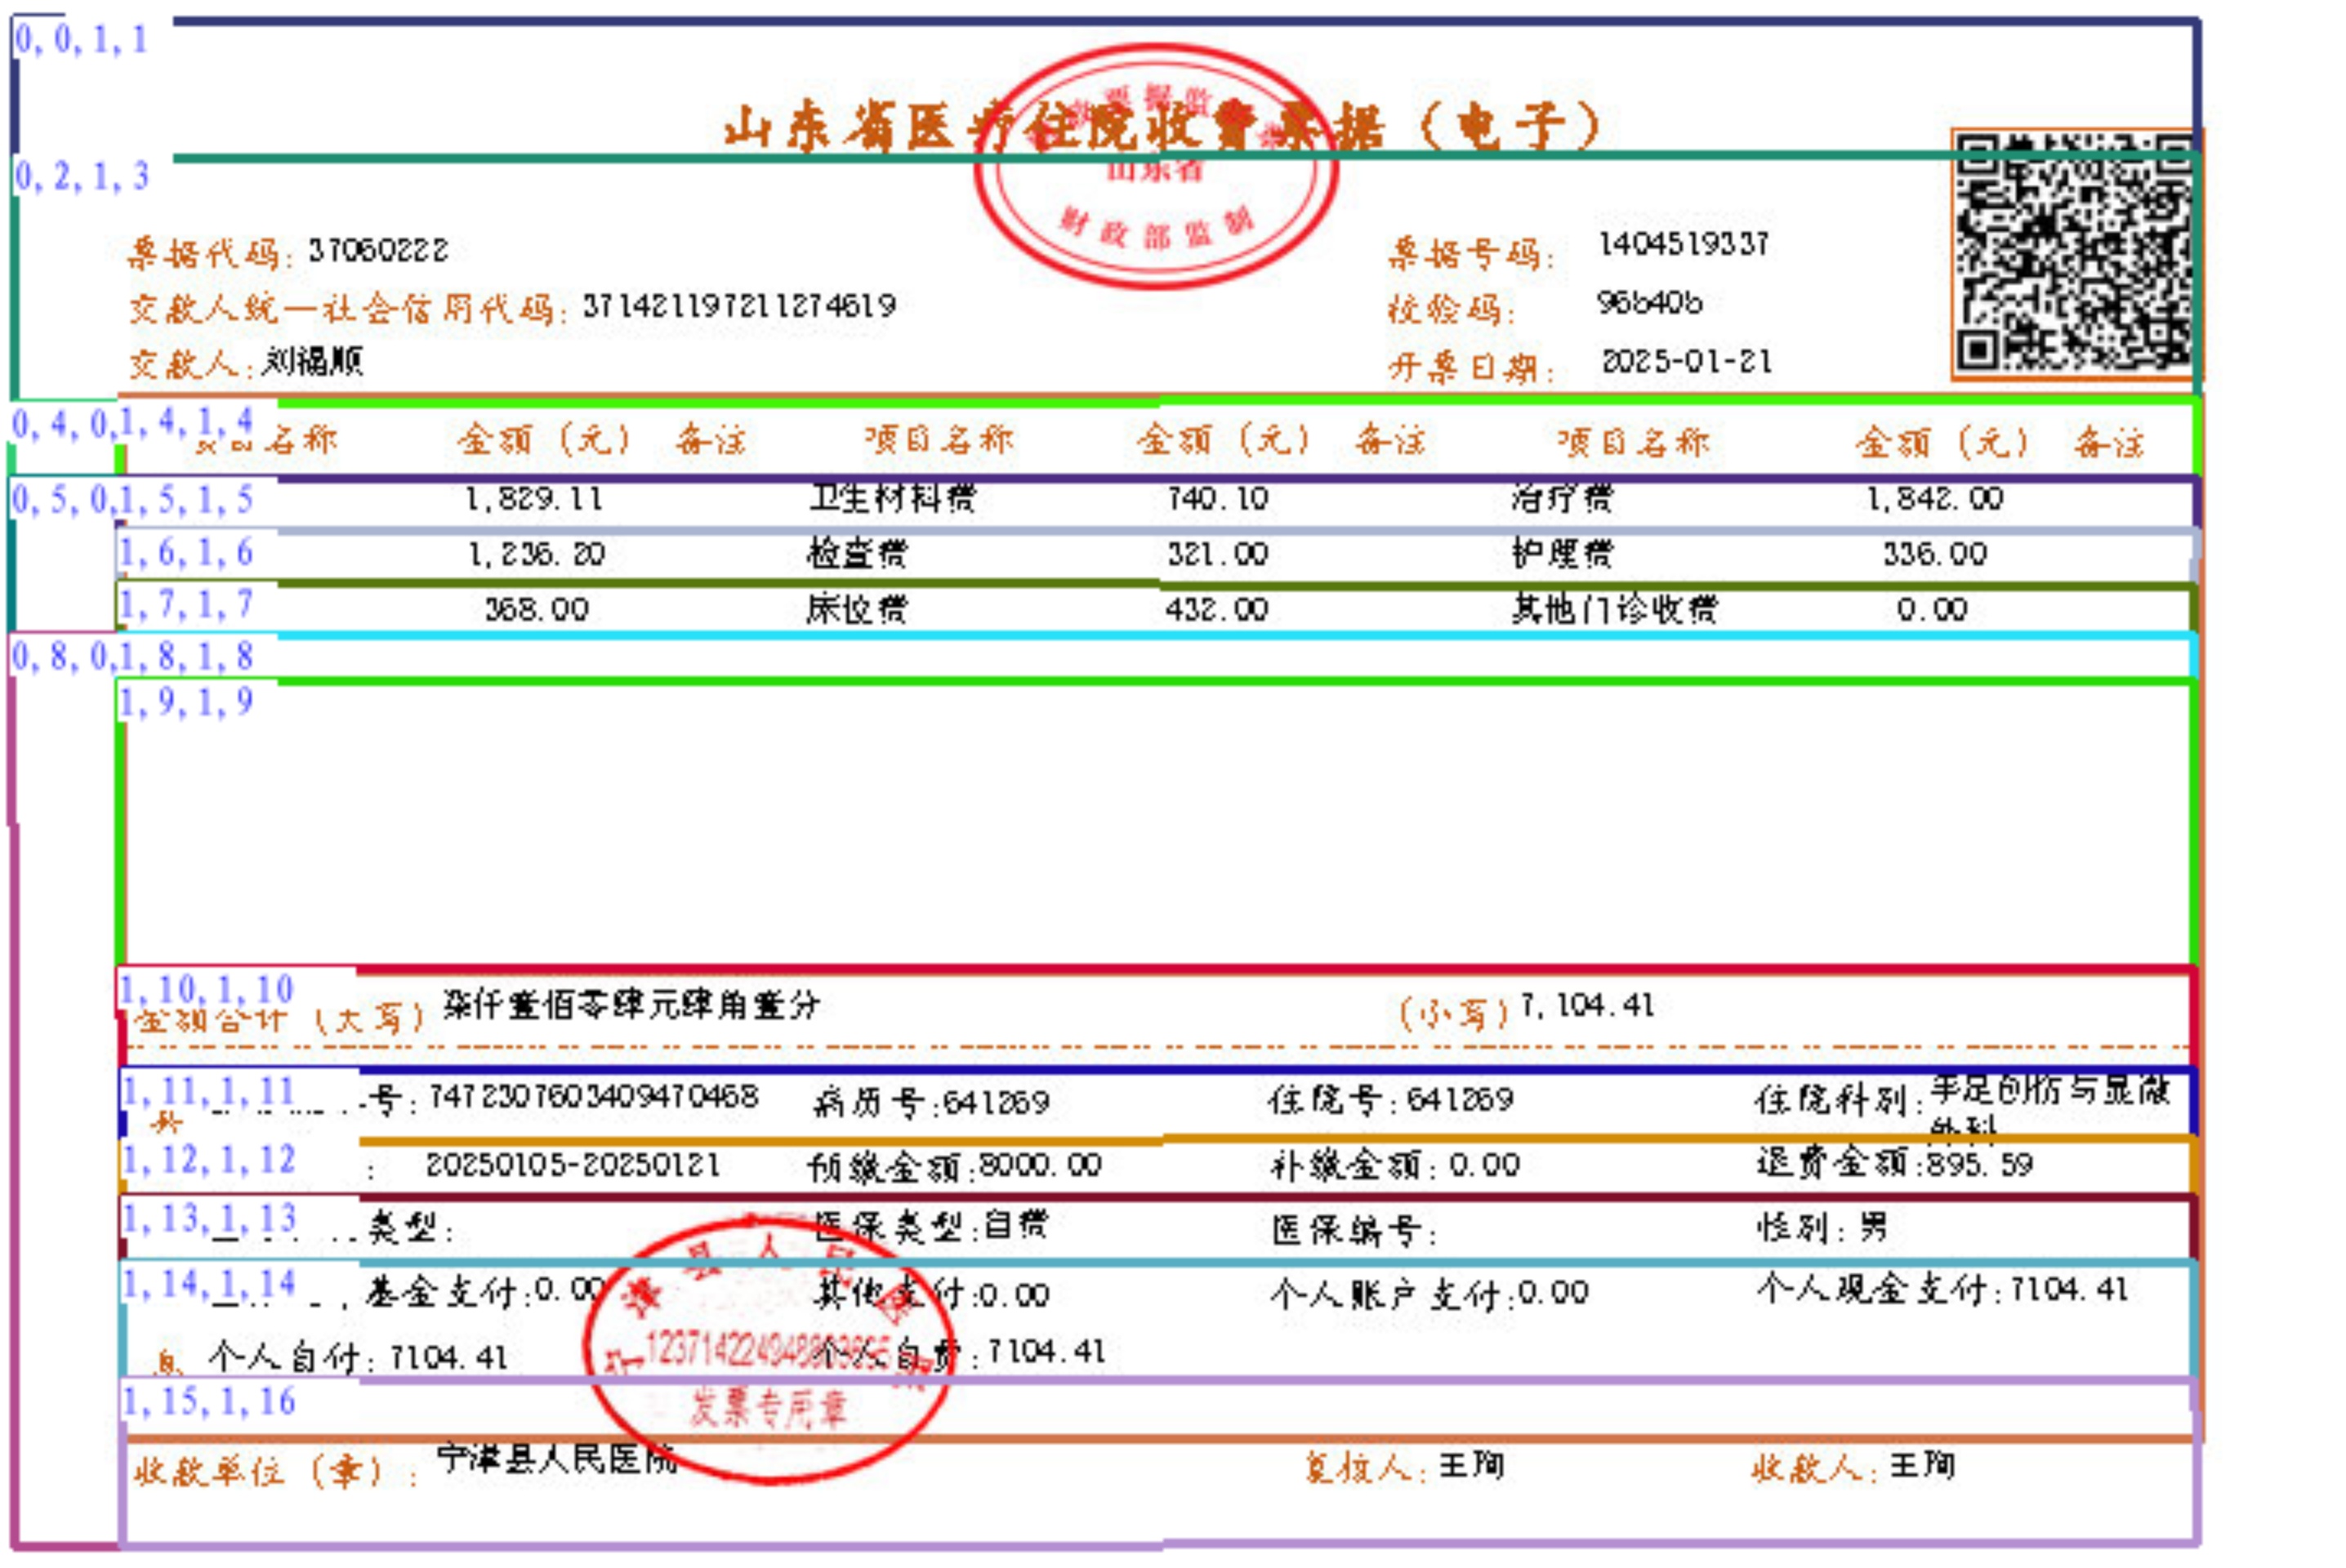 0, 0, 1, 1
山东省医疗住院收费票据（电子）
山东省
财政部监制
0, 2, 1, 3
票据代码: 37060222
票据号码: 1404519337
交款人统一社会信用代码: 371421197211274619
校验码: 96b40b
交款人: 刘福顺
开票日期: 2025-01-21
0, 4, 0, 1, 4, 1, 4
名称 金额（元） 备注 项目名称 金额（元） 备注 项目名称 金额（元） 备注
0, 5, 0, 1, 5, 1, 5 1,829.11 卫生材料费 740.10 治疗费 1,842.00
1, 6, 1, 6 1,236.20 检查费 321.00 护理费 336.00
1, 7, 1, 7 368.00 床位费 432.00 其他门诊收费 0.00
0, 8, 0, 1, 8, 1, 8
1, 9, 1, 9
1, 10, 1, 10
金额合计（大写） 柒仟壹佰零肆元肆角壹分 （小写） 7,104.41
1, 11, 1, 11 号: 7472307603409470468 病历号:641269 住院号:641269 住院科别: 手足创伤与显微
外科
1, 12, 1, 12 : 20250105-20250121 预缴金额:8000.00 补缴金额: 0.00 退费金额:895.59
1, 13, 1, 13 类型: 医保类型:自费 医保编号: 性别: 男
1, 14, 1, 14 基金支付:0.00 其他支付:0.00 个人账户支付:0.00 个人现金支付:7104.41
个人自付: 7104.41 个人自费:7104.41
宁津县人民医院
发票专用章
1, 15, 1, 16
收款单位（章）: 宁津县人民医院 复核人: 王珣 收款人: 王珣